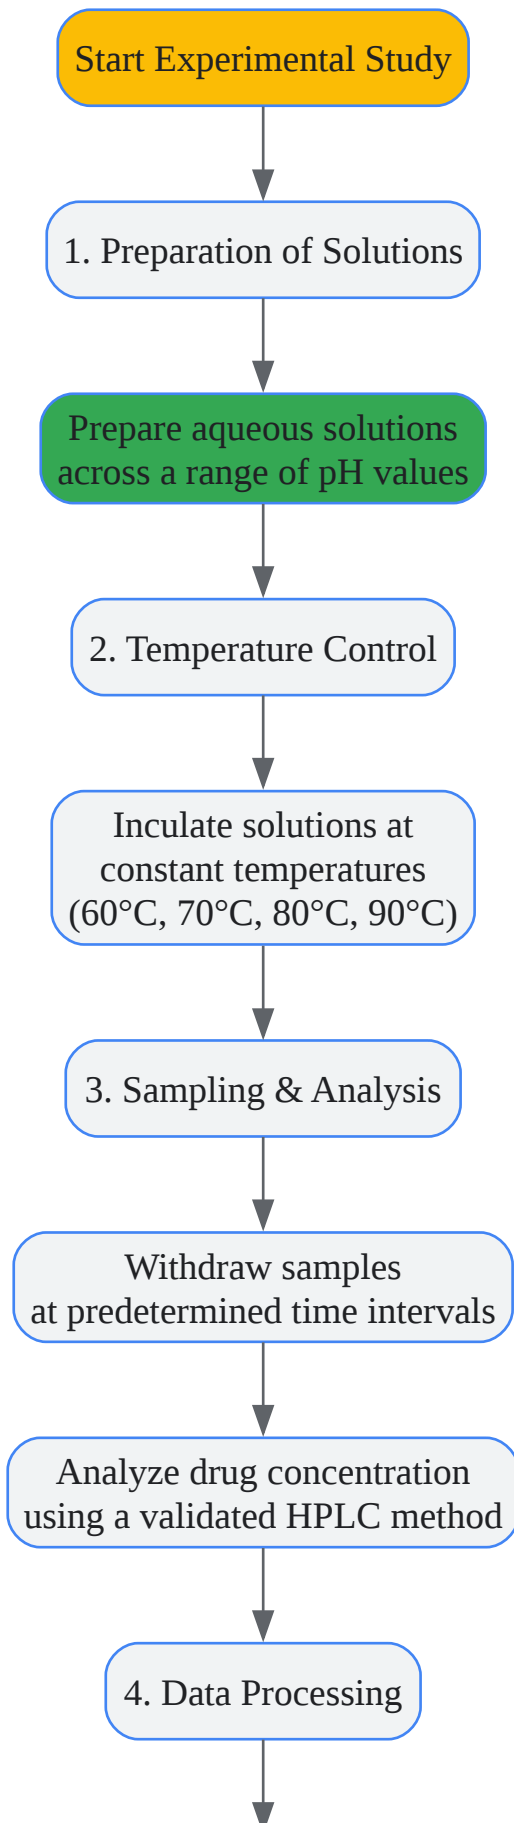 Start Experimental Study
1. Preparation of Solutions
Prepare aqueous solutions
across a range of pH values
2. Temperature Control
Inculate solutions at
constant temperatures
(60°C, 70°C, 80°C, 90°C)
3. Sampling & Analysis
Withdraw samples
at predetermined time intervals
Analyze drug concentration
using a validated HPLC method
4. Data Processing